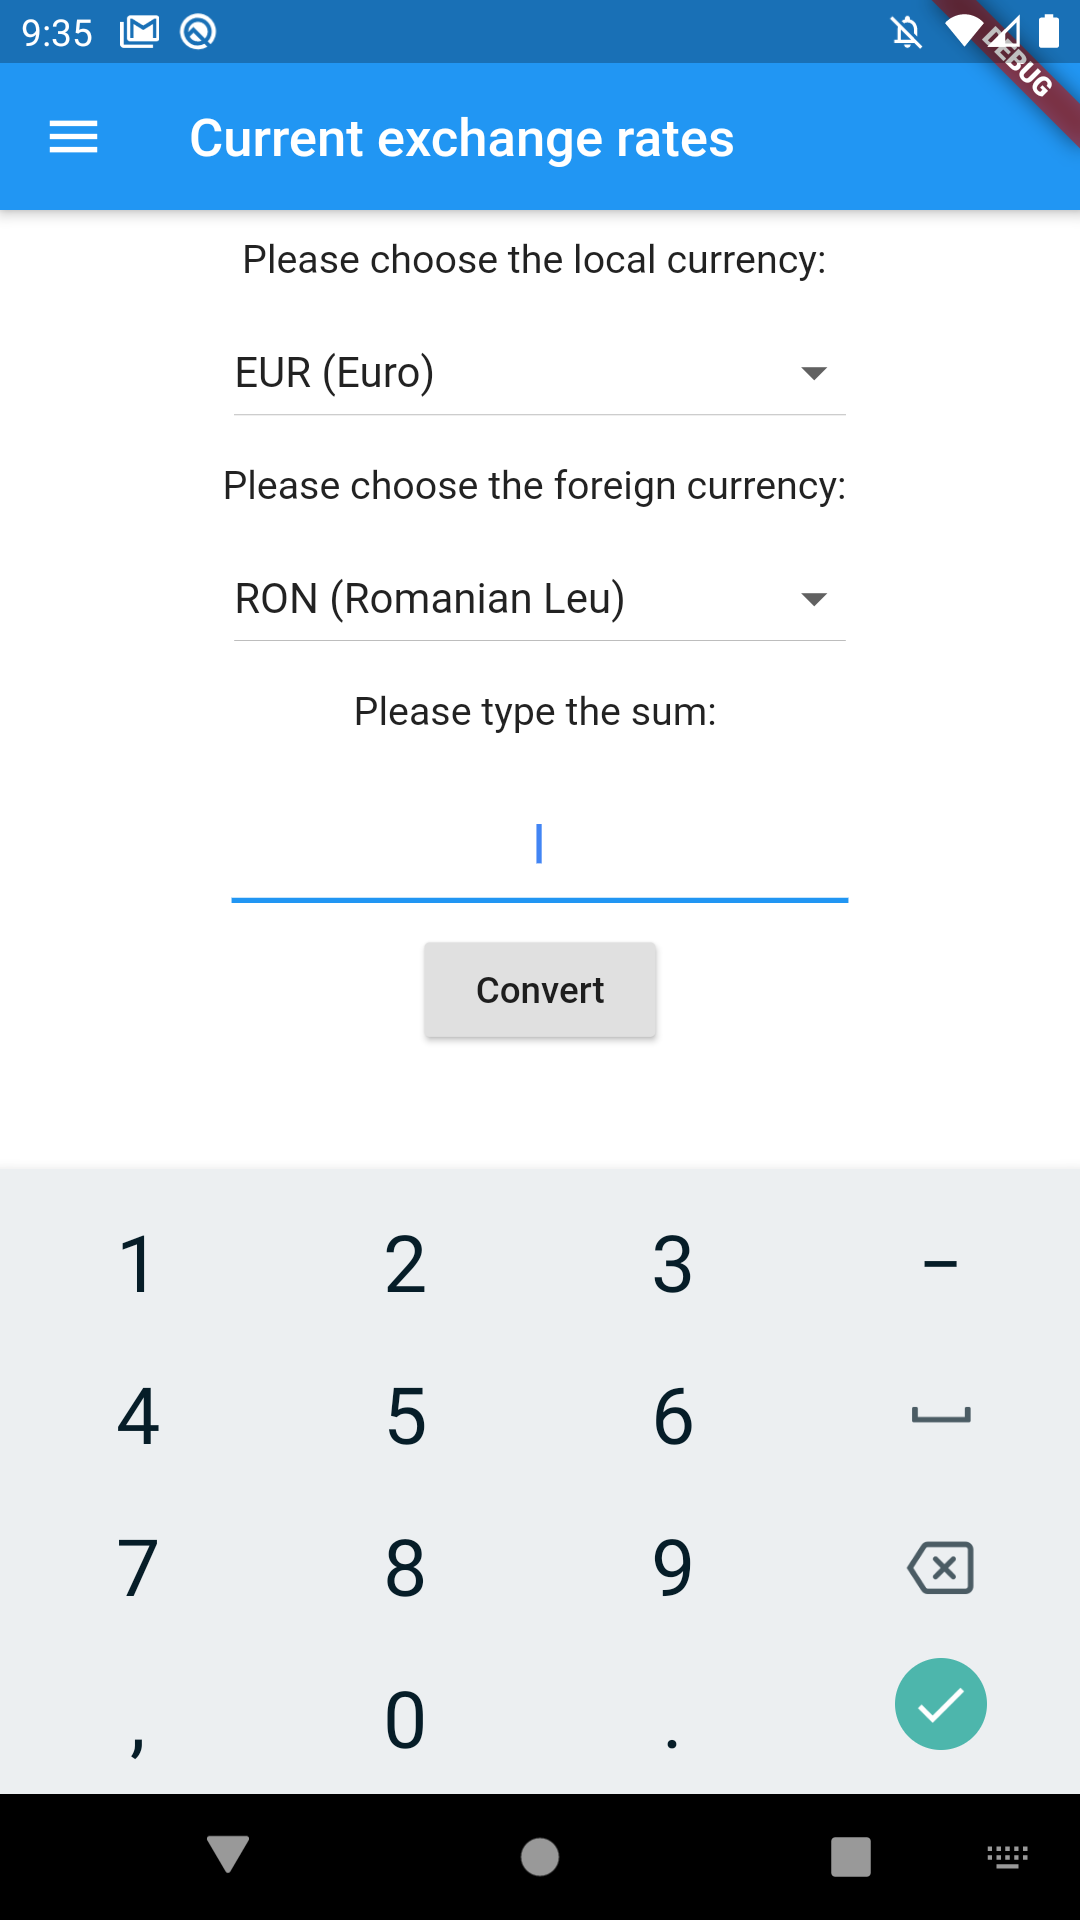 9:35
DEBUG
Current exchange rates
Please choose the local currency:
EUR (Euro)
Please choose the foreign currency:
RON (Romanian Leu)
Please type the sum:
Convert
1 2 3 –
4 5 6
7 8 9
, 0 .